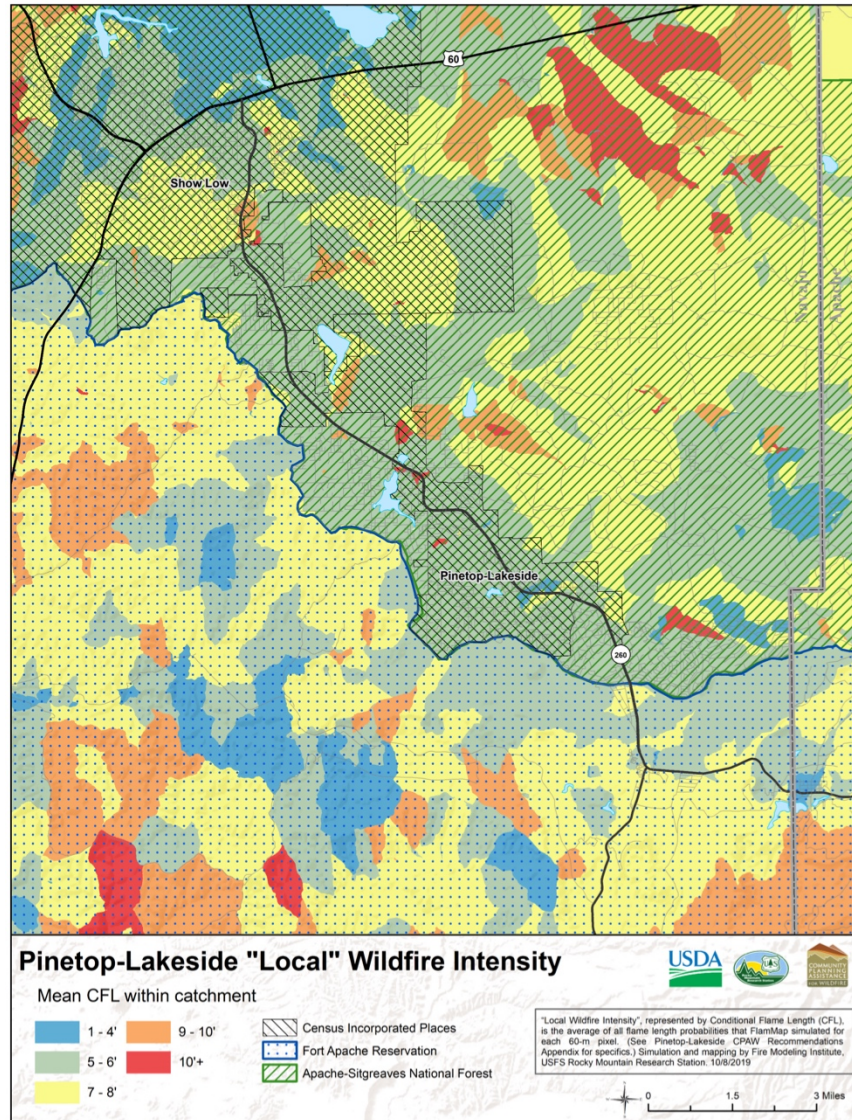 60
Show Low
Navajo
Apache
Pinetop-Lakeside
260
Pinetop-Lakeside "Local" Wildfire Intensity
Mean CFL within catchment
1 - 4'
5 - 6'
7 - 8'
9 - 10'
10'+
Census Incorporated Places
Fort Apache Reservation
Apache-Sitgreaves National Forest
USDA
COMMUNITY
PLANNING
ASSISTANCE
FOR WILDFIRE
"Local Wildfire Intensity", represented by Conditional Flame Length (CFL),
is the average of all flame length probabilities that FlamMap simulated for
each 60-m pixel. (See Pinetop-Lakeside CPAW Recommendations
Appendix for specifics.) Simulation and mapping by Fire Modeling Institute,
USFS Rocky Mountain Research Station. 10/8/2019
0 1.5 3 Miles